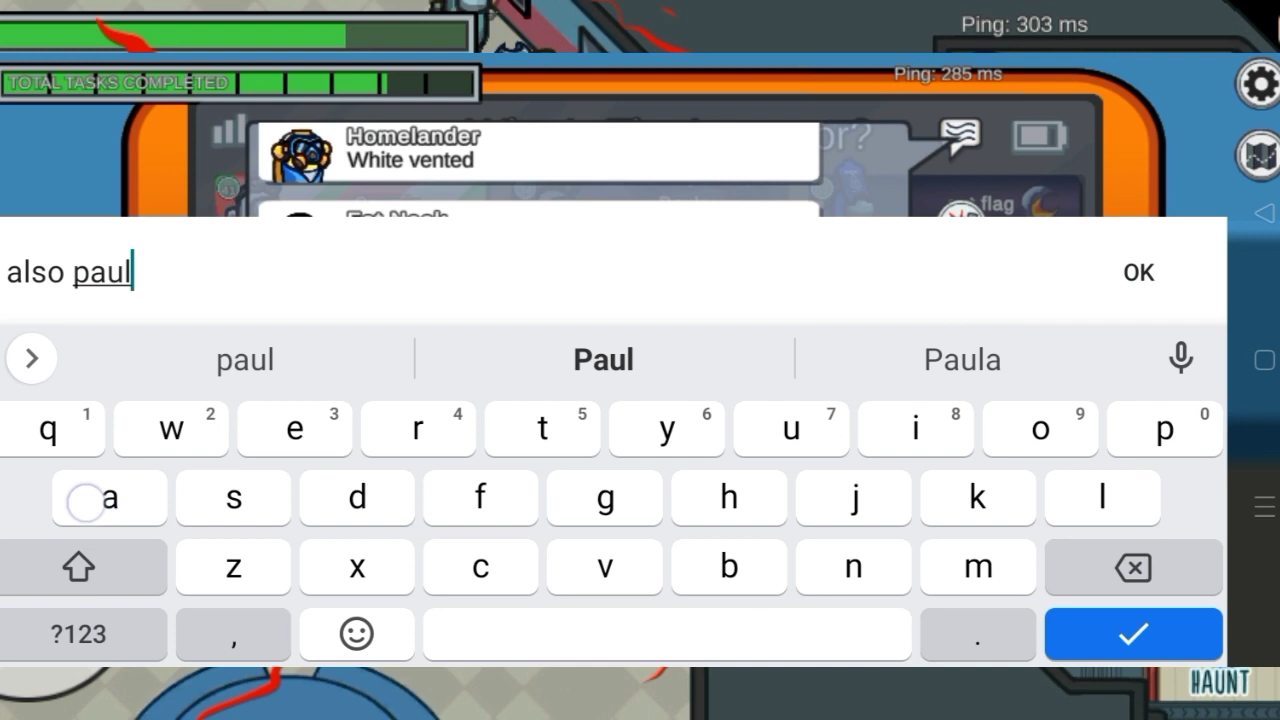 Ping: 303 ms
TOTAL TASKS COMPLETED
Ping: 285 ms
Homelander
White vented
or?
flag
also paul
OK
paul
Paul
Paula
q 1 w 2 e 3 r 4 t 5 y 6 u 7 i 8 o 9 p 0
a s d f g h j k l
z x c v b n m
?123 , .
HAUNT